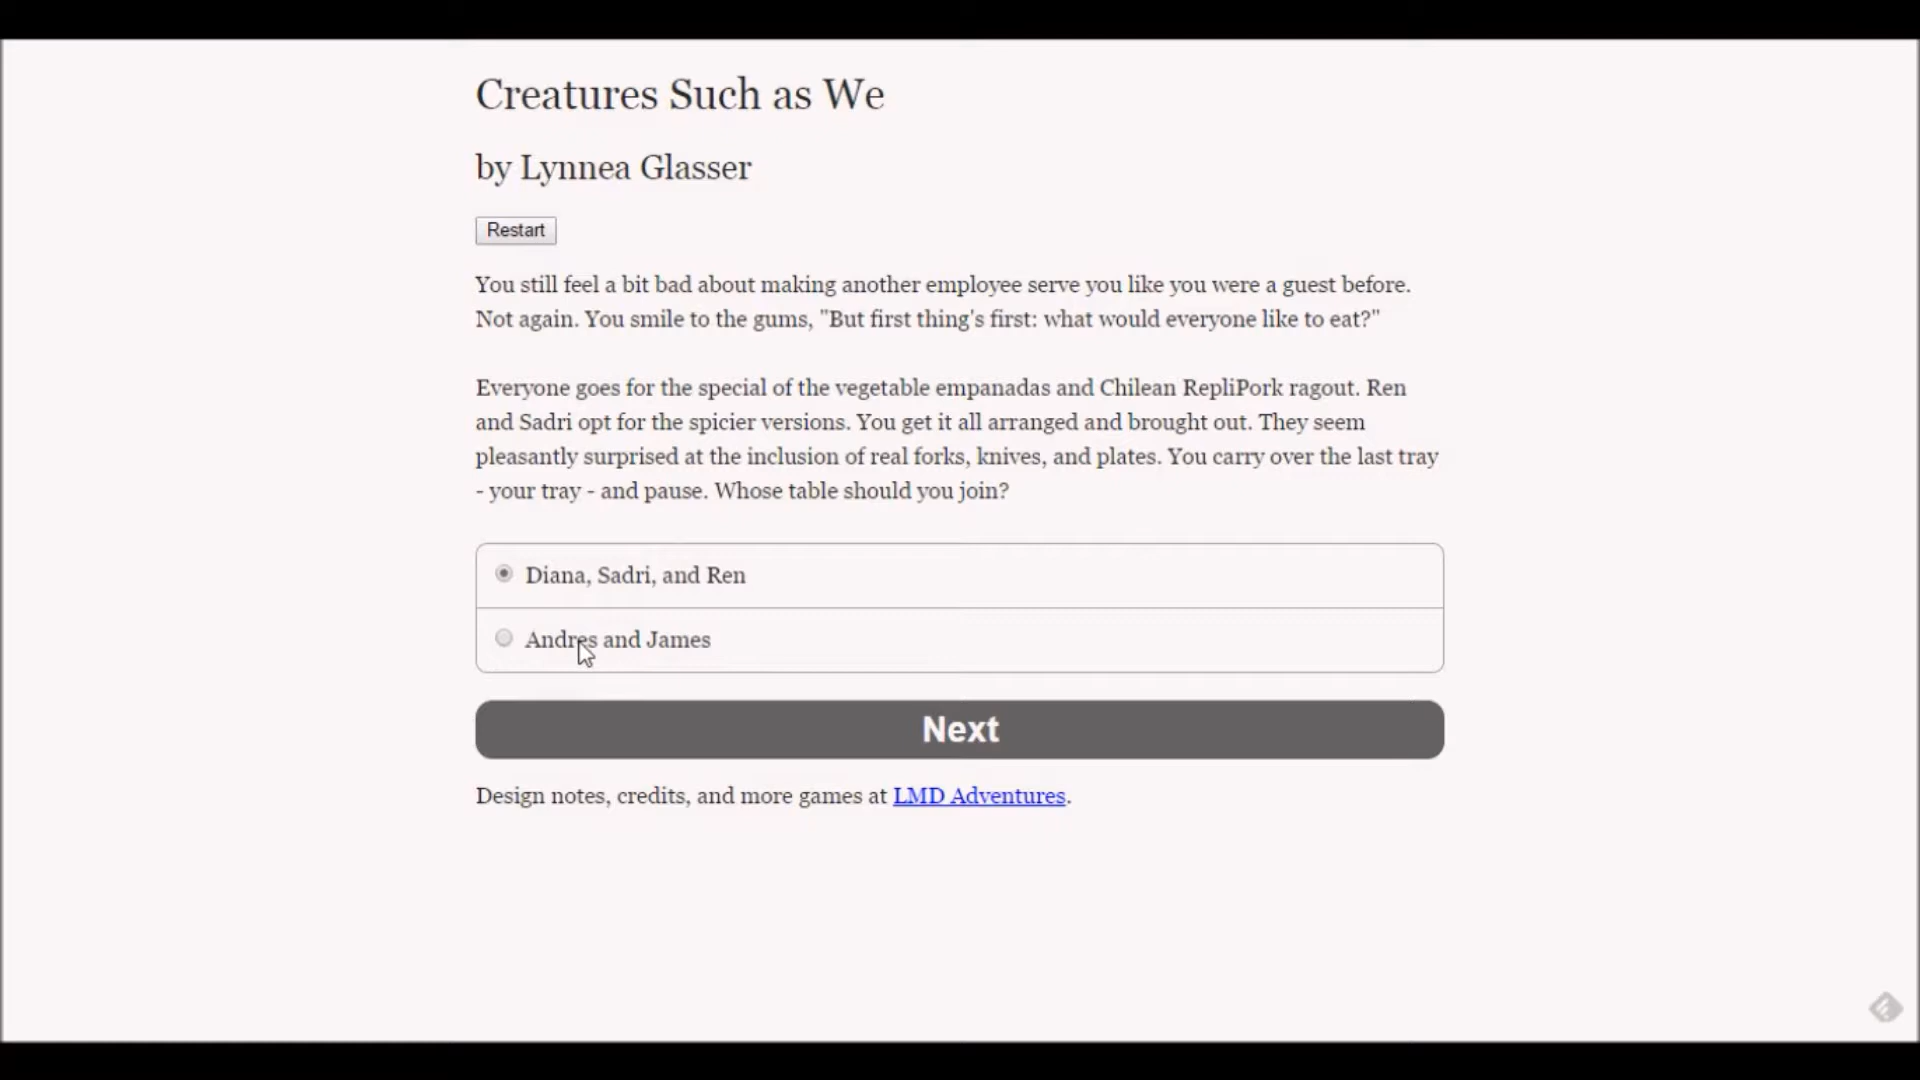 Creatures Such as We
by Lynnea Glasser
Restart
You still feel a bit bad about making another employee serve you like you were a guest before.
Not again. You smile to the gums, "But first thing's first: what would everyone like to eat?"
Everyone goes for the special of the vegetable empanadas and Chilean RepliPork ragout. Ren
and Sadri opt for the spicier versions. You get it all arranged and brought out. They seem
pleasantly surprised at the inclusion of real forks, knives, and plates. You carry over the last tray
- your tray - and pause. Whose table should you join?
Diana, Sadri, and Ren
Andres and James
Next
Design notes, credits, and more games at LMD Adventures.